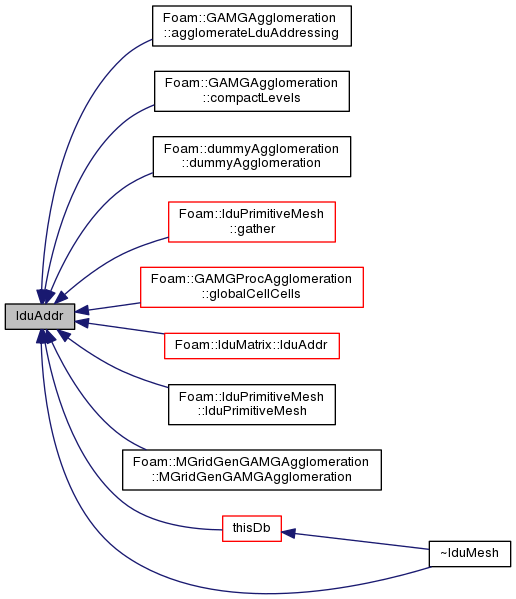 Foam::GAMGAgglomeration
::agglomerateLduAddressing
Foam::GAMGAgglomeration
::compactLevels
Foam::dummyAgglomeration
::dummyAgglomeration
Foam::lduPrimitiveMesh
::gather
Foam::GAMGProcAgglomeration
::globalCellCells
lduAddr
Foam::lduMatrix::lduAddr
Foam::lduPrimitiveMesh
::lduPrimitiveMesh
Foam::MGridGenGAMGAgglomeration
::MGridGenGAMGAgglomeration
thisDb
~lduMesh